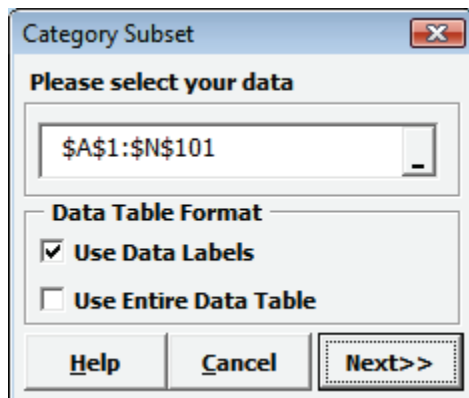 Category Subset
Please select your data
$A$1:$N$101
Data Table Format
Use Data Labels
Use Entire Data Table
Help Cancel Next>>